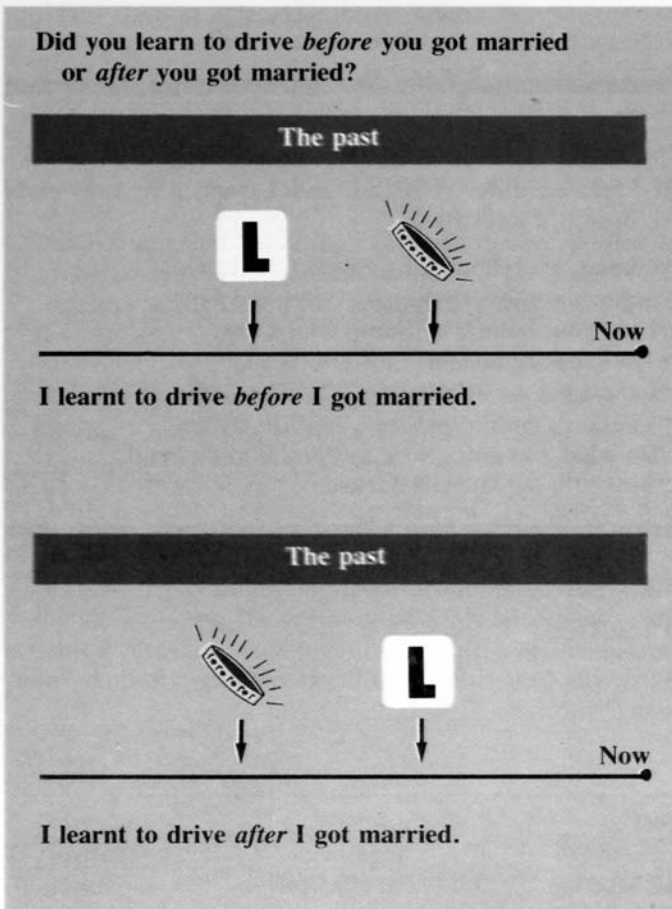 Did you learn to drive before you got married
or after you got married?
The past
L
Now
I learnt to drive before I got married.
The past
L
Now
I learnt to drive after I got married.